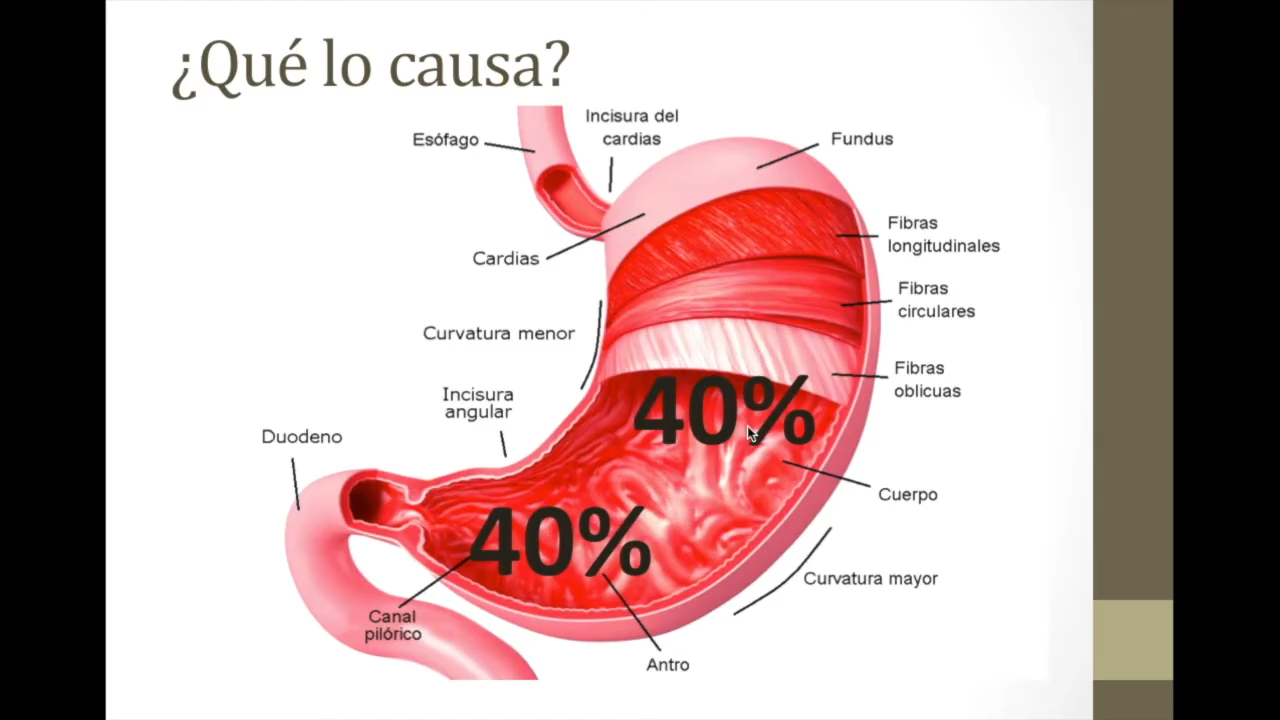 ¿Qué lo causa?
Incisura del
cardias
Esófago
Fundus
Fibras
longitudinales
Cardias
Fibras
circulares
Curvatura menor
Fibras
oblicuas
40%
Incisura
angular
Duodeno
Cuerpo
40%
Curvatura mayor
Canal
pilórico
Antro